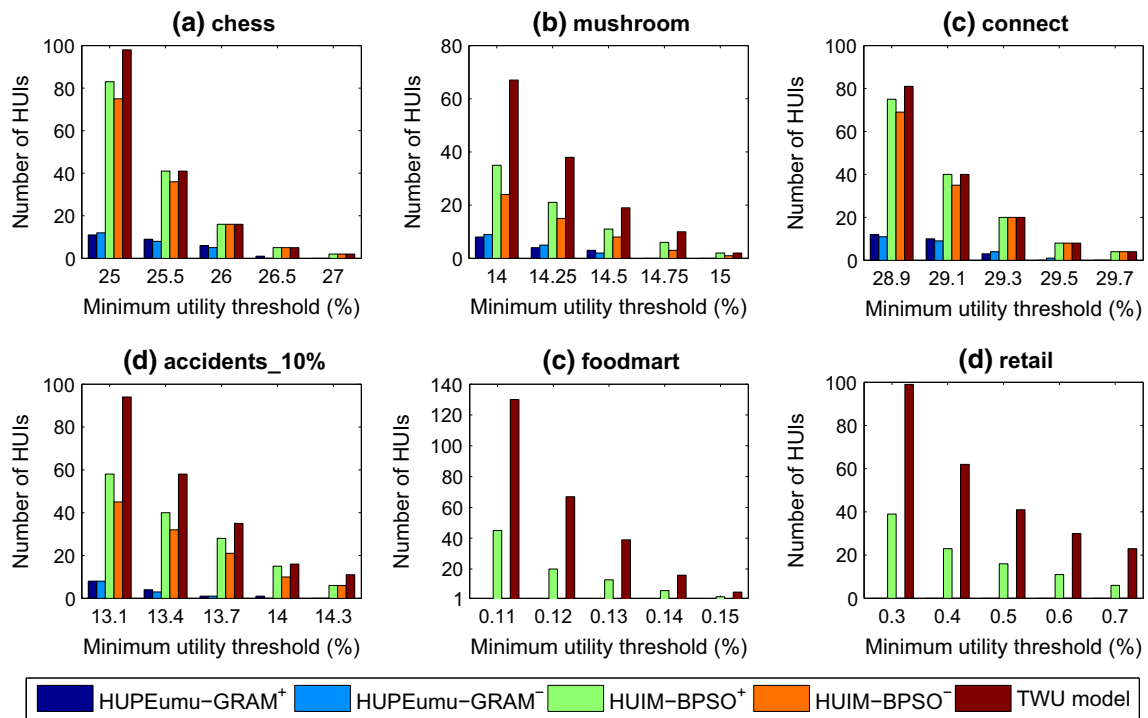 (a) chess
Number of HUIs
100
80
60
40
20
0
25 25.5 26 26.5 27
Minimum utility threshold (%)
(b) mushroom
Number of HUIs
80
60
40
20
0
14 14.25 14.5 14.75 15
Minimum utility threshold (%)
(c) connect
Number of HUIs
100
80
60
40
20
0
28.9 29.1 29.3 29.5 29.7
Minimum utility threshold (%)
(d) accidents_10%
Number of HUIs
100
80
60
40
20
0
13.1 13.4 13.7 14 14.3
Minimum utility threshold (%)
(c) foodmart
Number of HUIs
140
120
100
80
60
40
20
1
0.11 0.12 0.13 0.14 0.15
Minimum utility threshold (%)
(d) retail
Number of HUIs
100
80
60
40
20
0
0.3 0.4 0.5 0.6 0.7
Minimum utility threshold (%)
HUPEumu−GRAM⁺ HUPEumu−GRAM⁻ HUIM−BPSO⁺ HUIM−BPSO⁻ TWU model